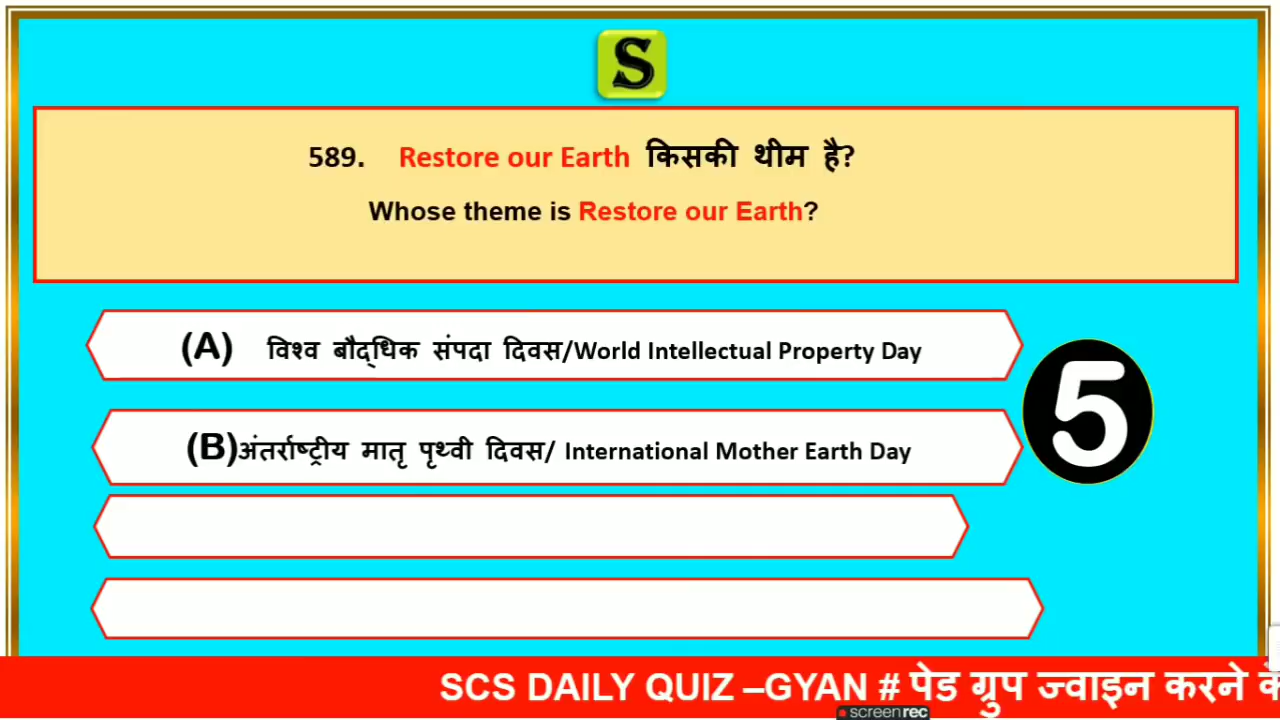 S
589. Restore our Earth किसकी थीम है?
Whose theme is Restore our Earth?
(A) विश्व बौद्धिक संपदा दिवस/World Intellectual Property Day
(B)अंतर्राष्ट्रीय मातृ पृथ्वी दिवस/ International Mother Earth Day
5
SCS DAILY QUIZ –GYAN # पेड ग्रुप ज्वाइन करने के
screenrec